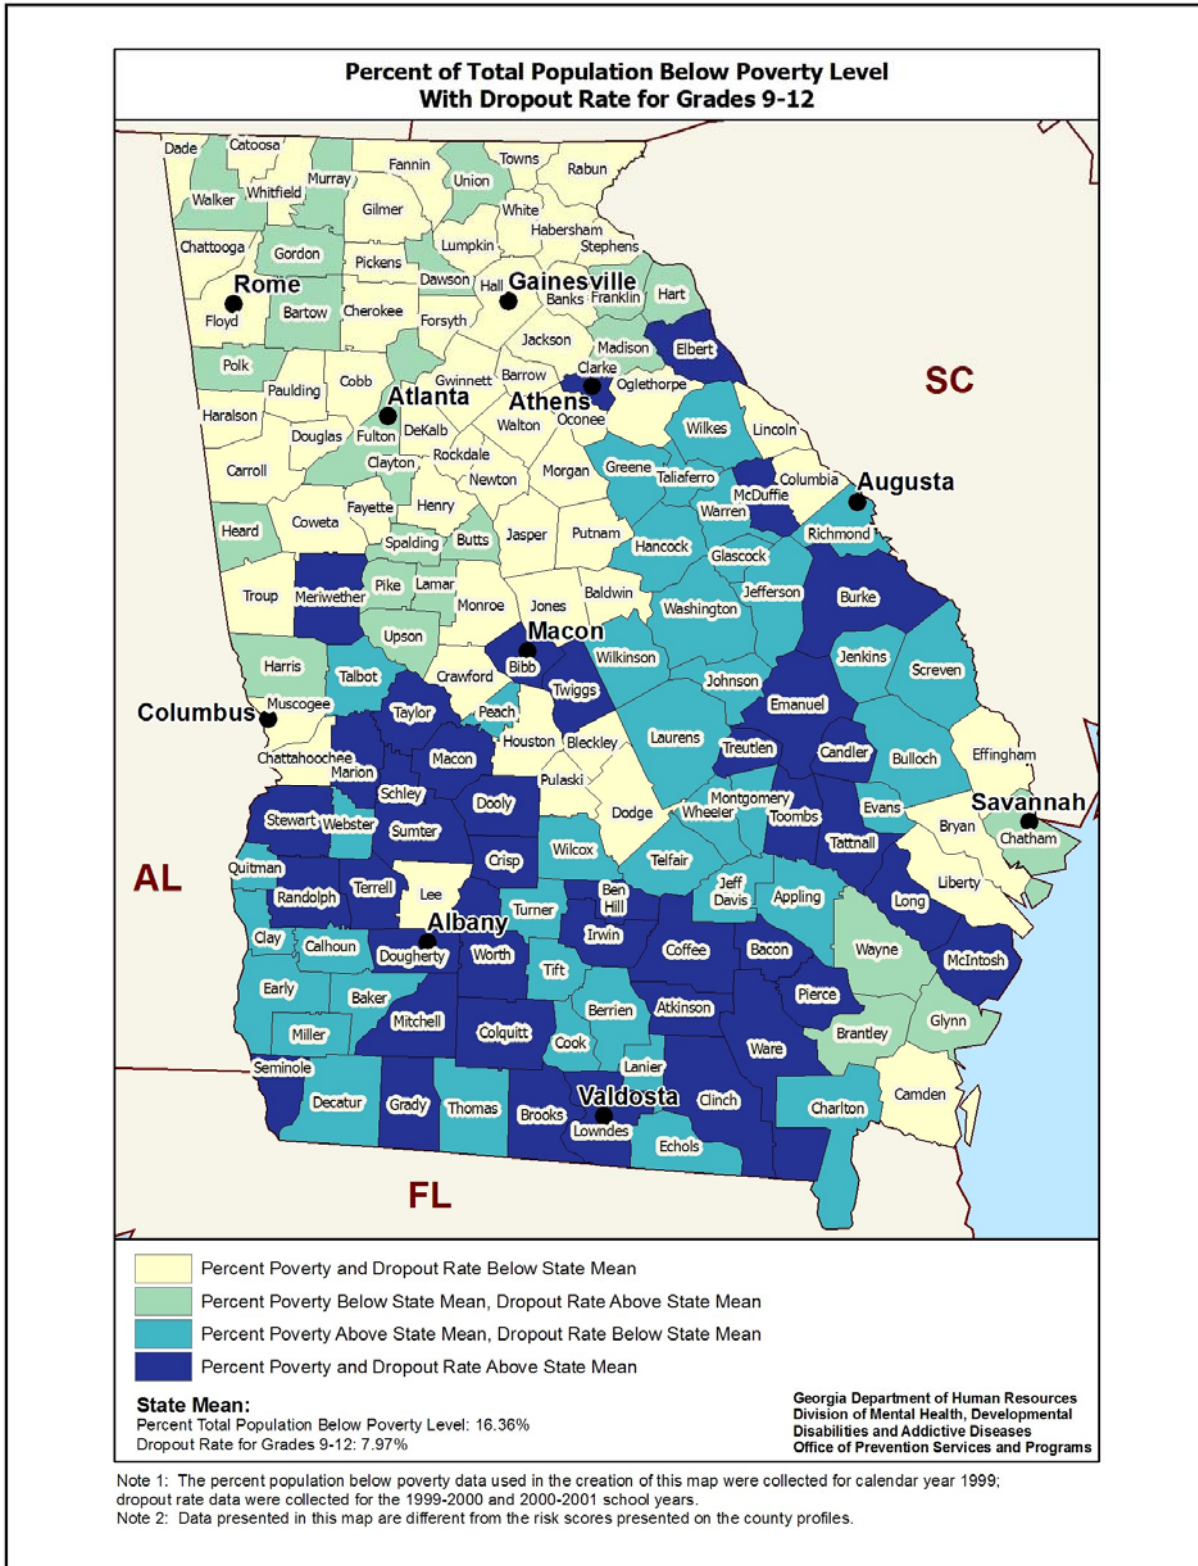 Percent of Total Population Below Poverty Level
With Dropout Rate for Grades 9-12
Dade
Catoosa
Fannin
Towns
Rabun
Murray
Union
Whitfield
Walker
White
Gilmer
Habersham
Chattooga
Lumpkin
Stephens
Gordon
Pickens
Dawson
Rome
Hall
Gainesville
Banks
Franklin
Hart
Floyd
Bartow
Cherokee
Forsyth
Jackson
Madison
Elbert
Polk
Cobb
Gwinnett
Barrow
Clarke
Oglethorpe
SC
Paulding
Atlanta
Athens
Haralson
Walton
Oconee
Wilkes
Lincoln
Douglas
Fulton
DeKalb
Carroll
Clayton
Rockdale
Newton
Morgan
Greene
Taliaferro
Columbia
Augusta
McDuffie
Warren
Fayette
Henry
Heard
Coweta
Spalding
Butts
Jasper
Putnam
Hancock
Richmond
Glascock
Troup
Meriwether
Pike
Lamar
Monroe
Jones
Baldwin
Jefferson
Burke
Washington
Upson
Macon
Harris
Talbot
Crawford
Bibb
Wilkinson
Jenkins
Screven
Twiggs
Johnson
Columbus
Muscogee
Taylor
Peach
Emanuel
Chattahoochee
Marion
Macon
Houston
Bleckley
Laurens
Treutlen
Candler
Bulloch
Effingham
Schley
Pulaski
Stewart
Webster
Sumter
Dooly
Dodge
Wheeler
Montgomery
Toombs
Evans
Savannah
Bryan
Chatham
Tattnall
AL
Quitman
Randolph
Terrell
Lee
Crisp
Wilcox
Telfair
Jeff
Davis
Appling
Liberty
Long
Ben
Hill
Turner
Albany
Clay
Calhoun
Dougherty
Worth
Irwin
Coffee
Bacon
Wayne
McIntosh
Tift
Early
Baker
Mitchell
Colquitt
Berrien
Atkinson
Pierce
Glynn
Miller
Cook
Ware
Brantley
Seminole
Lanier
Decatur
Grady
Thomas
Brooks
Valdosta
Lowndes
Clinch
Charlton
Camden
Echols
FL
Percent Poverty and Dropout Rate Below State Mean
Percent Poverty Below State Mean, Dropout Rate Above State Mean
Percent Poverty Above State Mean, Dropout Rate Below State Mean
Percent Poverty and Dropout Rate Above State Mean
State Mean:
Percent Total Population Below Poverty Level: 16.36%
Dropout Rate for Grades 9-12: 7.97%
Georgia Department of Human Resources
Division of Mental Health, Developmental
Disabilities and Addictive Diseases
Office of Prevention Services and Programs
Note 1: The percent population below poverty data used in the creation of this map were collected for calendar year 1999;
dropout rate data were collected for the 1999-2000 and 2000-2001 school years.
Note 2: Data presented in this map are different from the risk scores presented on the county profiles.